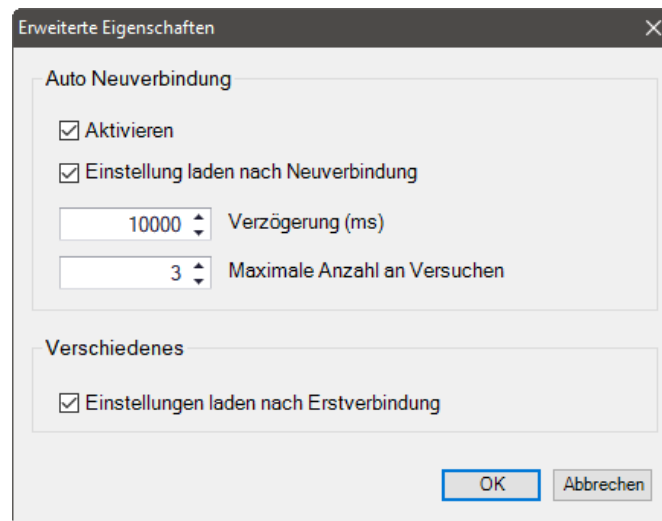 Erweiterte Eigenschaften
Auto Neuverbindung
Aktivieren
Einstellung laden nach Neuverbindung
10000 Verzögerung (ms)
3 Maximale Anzahl an Versuchen
Verschiedenes
Einstellungen laden nach Erstverbindung
OK Abbrechen